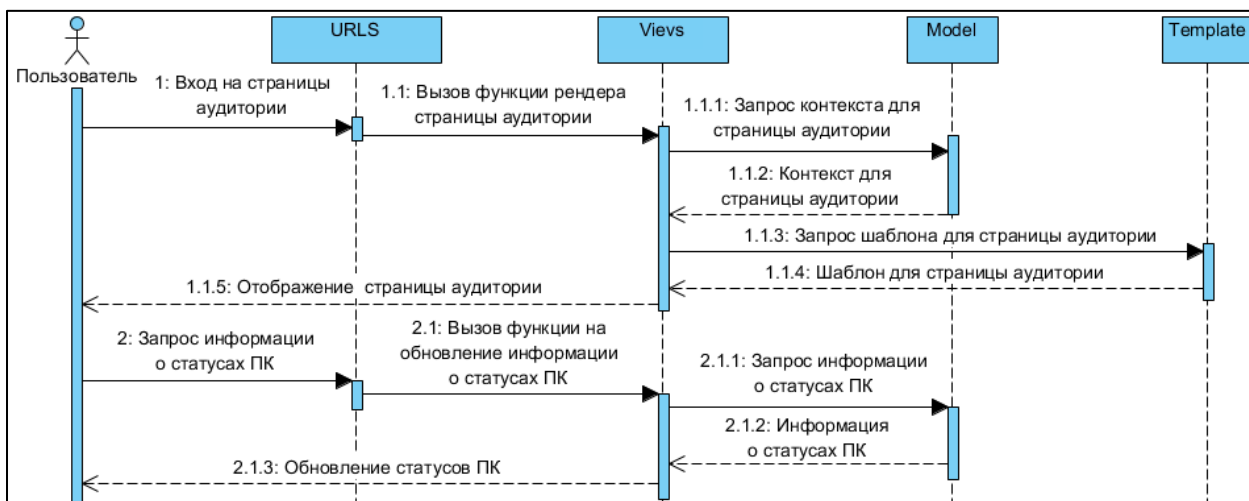 URLS
Vievs
Model
Template
Пользователь
1: Вход на страницы
аудитории
1.1: Вызов функции рендера
страницы аудитории
1.1.1: Запрос контекста для
страницы аудитории
1.1.2: Контекст для
страницы аудитории
1.1.3: Запрос шаблона для страницы аудитории
1.1.4: Шаблон для страницы аудитории
1.1.5: Отображение страницы аудитории
2: Запрос информации
о статусах ПК
2.1: Вызов функции на
обновление информации
о статусах ПК
2.1.1: Запрос информации
о статусах ПК
2.1.2: Информация
о статусах ПК
2.1.3: Обновление статусов ПК